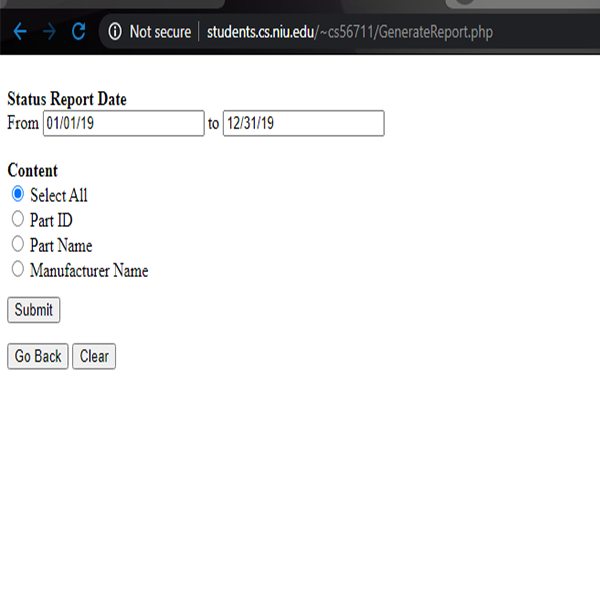 Not secure students.cs.niu.edu/~cs56711/GenerateReport.php
Status Report Date
From 01/01/19 to 12/31/19
Content
Select All
Part ID
Part Name
Manufacturer Name
Submit
Go Back Clear